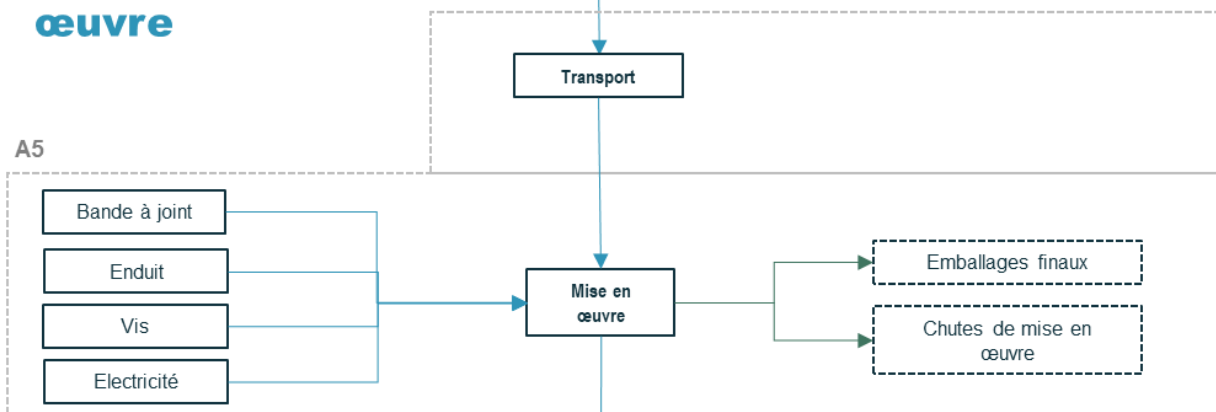 œuvre
Transport
A5
Bande à joint
Enduit
Vis
Electricité
Mise en
œuvre
Emballages finaux
Chutes de mise en
œuvre